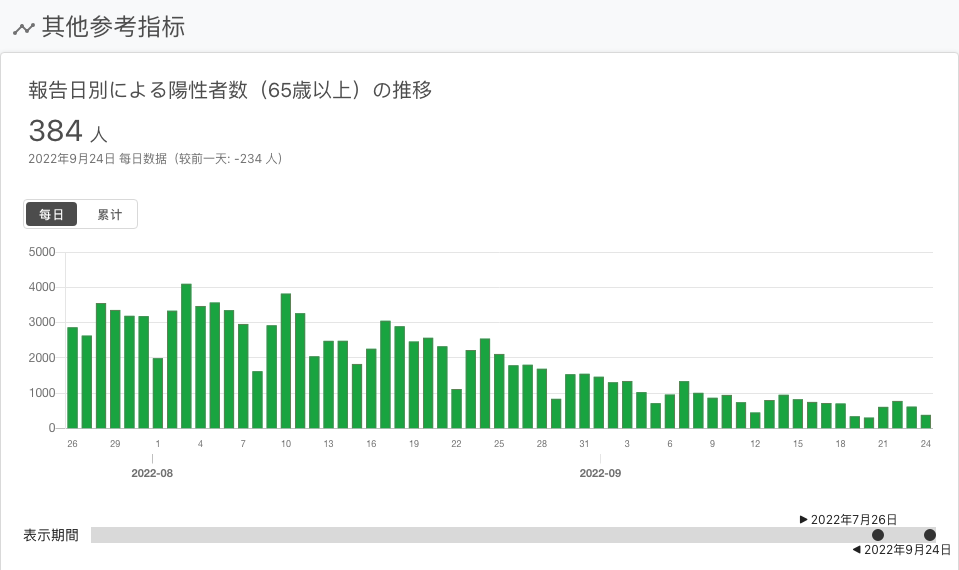 其他参考指标
報告日別による陽性者数（65歳以上）の推移
384 人
2022年9月24日 每日数据（较前一天: -234 人）
每日 累计
5000
4000
3000
2000
1000
0
26 29 1 4 7 10 13 16 19 22 25 28 31 3 6 9 12 15 18 21 24
2022-08 2022-09
2022年7月26日
表示期間
2022年9月24日